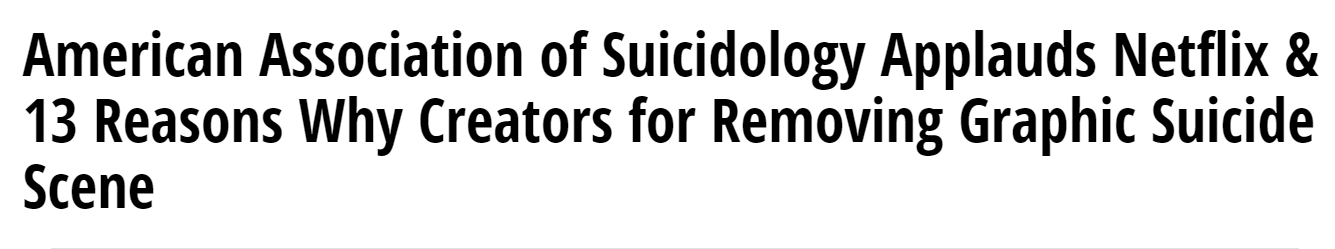 American Association of Suicidology Applauds Netflix &
13 Reasons Why Creators for Removing Graphic Suicide
Scene